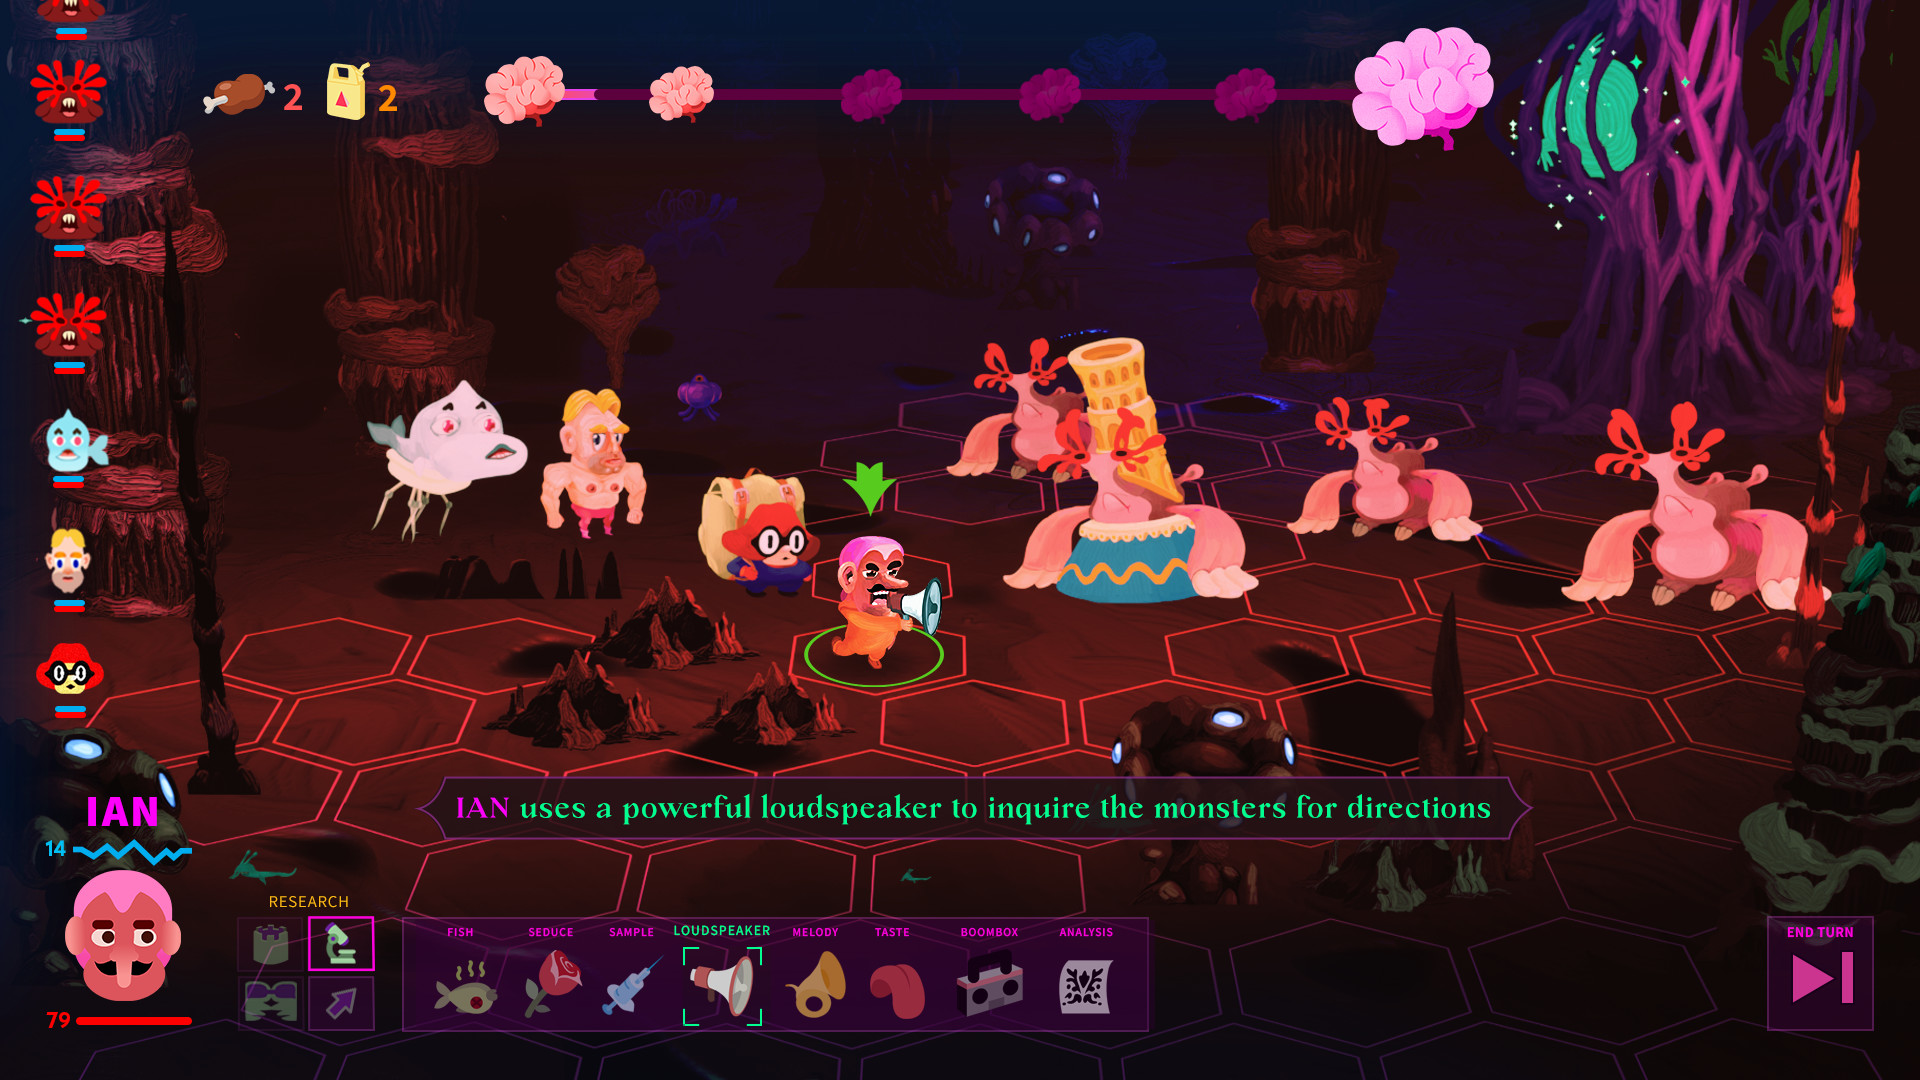 2
2
IAN uses a powerful loudspeaker to inquire the monsters for directions
IAN
14
79
RESEARCH
FISH
SEDUCE
SAMPLE
LOUDSPEAKER
MELODY
TASTE
BOOMBOX
ANALYSIS
END TURN